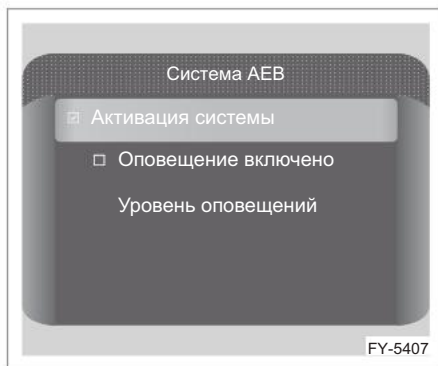 Система AEB
Активация системы
Оповещение включено
Уровень оповещений
FY-5407